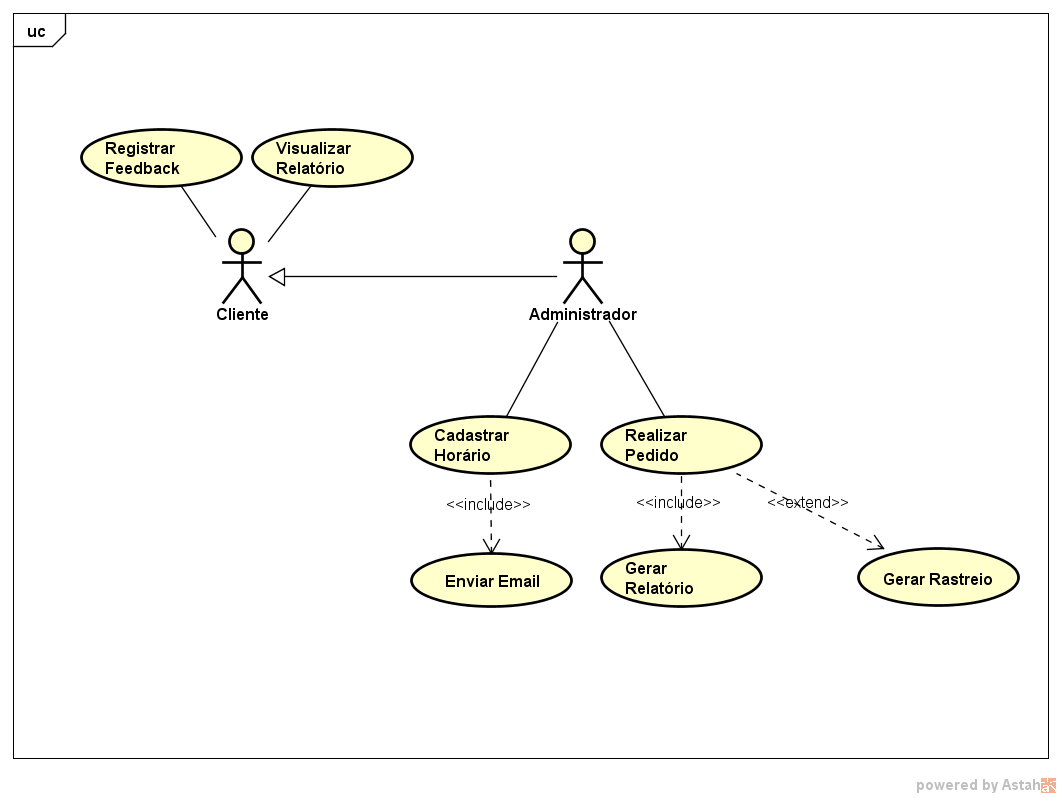 uc
Registrar
Feedback
Visualizar
Relatório
Cliente
Administrador
Cadastrar
Horário
Realizar
Pedido
<<include>>
<<include>>
<<extend>>
Enviar Email
Gerar
Relatório
Gerar Rastreio
powered by Astah